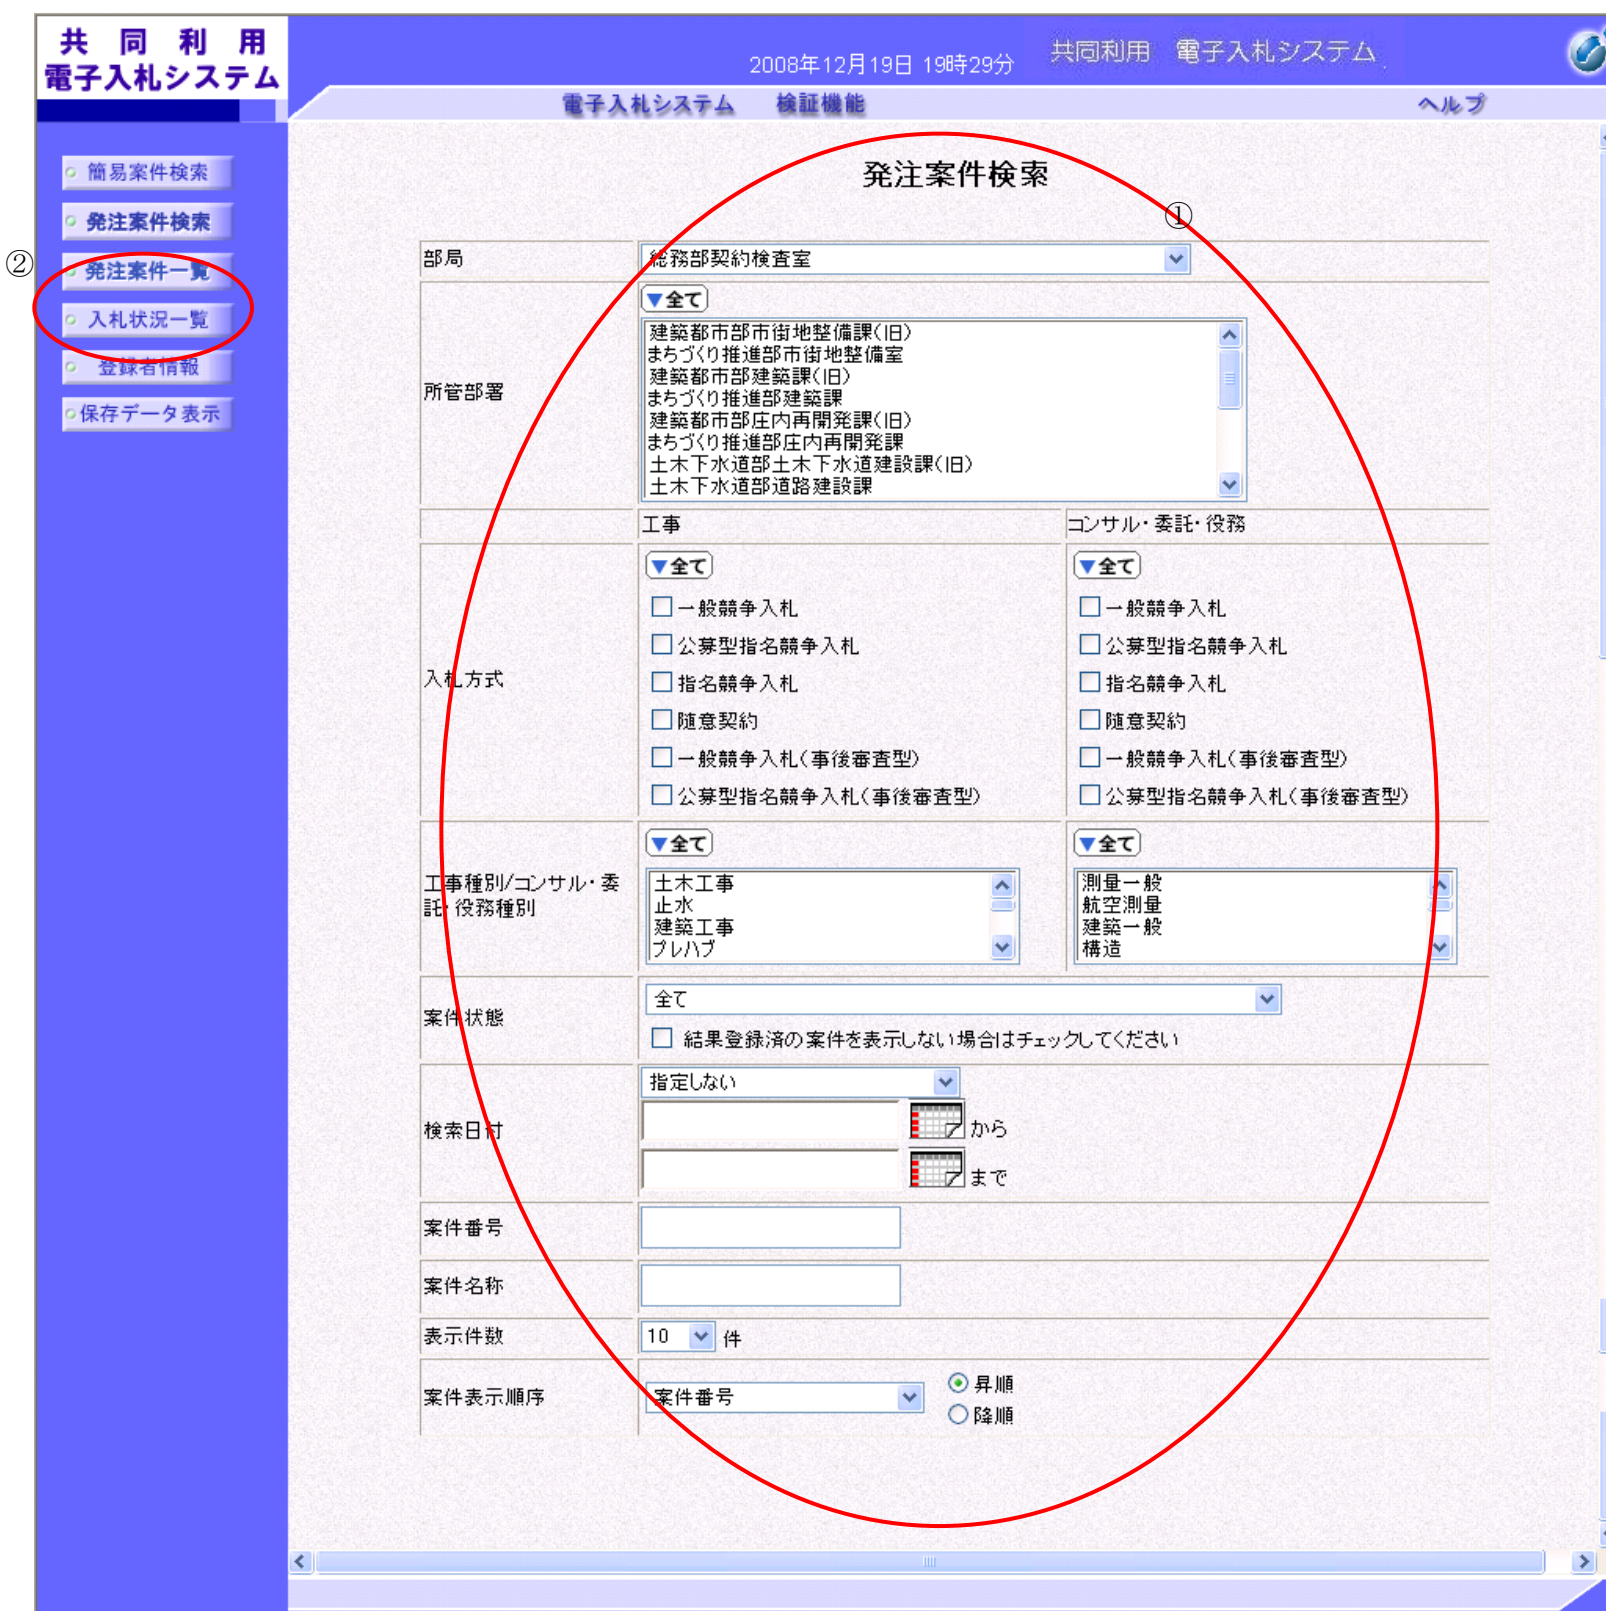 共同利用
電子入札システム
2008年12月19日 19時29分
共同利用 電子入札システム
電子入札システム 検証機能 ヘルプ
簡易案件検索
発注案件検索
②
発注案件一覧
入札状況一覧
登録者情報
保存データ表示
発注案件検索
①
部局 総務部契約検査室
所管部署
▼全て
建築都市部市街地整備課(旧)
まちづくり推進部市街地整備室
建築都市部建築課(旧)
まちづくり推進部建築課
建築都市部庄内再開発課(旧)
まちづくり推進部庄内再開発課
土木下水道部土木下水道建設課(旧)
土木下水道部道路建設課
工事 コンサル・委託・役務
入札方式
▼全て ▼全て
一般競争入札 一般競争入札
公募型指名競争入札 公募型指名競争入札
指名競争入札 指名競争入札
随意契約 随意契約
一般競争入札(事後審査型) 一般競争入札(事後審査型)
公募型指名競争入札(事後審査型) 公募型指名競争入札(事後審査型)
工事種別/コンサル・委
託・役務種別
▼全て ▼全て
土木工事 測量一般
止水 航空測量
建築工事 建築一般
プレハブ 構造
案件状態
全て
結果登録済の案件を表示しない場合はチェックしてください
検索日付
指定しない
から
まで
案件番号
案件名称
表示件数 10 件
案件表示順序 案件番号
昇順
降順